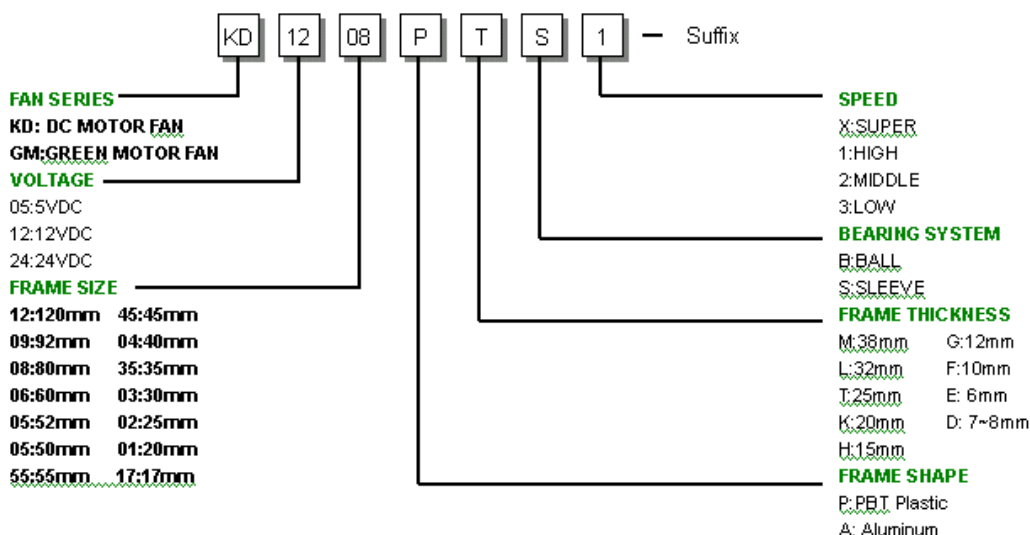 KD 12 08 P T S 1 — Suffix
FAN SERIES
KD: DC MOTOR FAN
GM:GREEN MOTOR FAN
VOLTAGE
05:5VDC
12:12VDC
24:24VDC
FRAME SIZE
12:120mm 45:45mm
09:92mm 04:40mm
08:80mm 35:35mm
06:60mm 03:30mm
05:52mm 02:25mm
05:50mm 01:20mm
55:55mm 17:17mm
SPEED
X:SUPER
1:HIGH
2:MIDDLE
3:LOW
BEARING SYSTEM
B:BALL
S:SLEEVE
FRAME THICKNESS
M:38mm G:12mm
L:32mm F:10mm
T:25mm E: 6mm
K:20mm D: 7~8mm
H:15mm
FRAME SHAPE
P:PBT Plastic
A: Aluminum